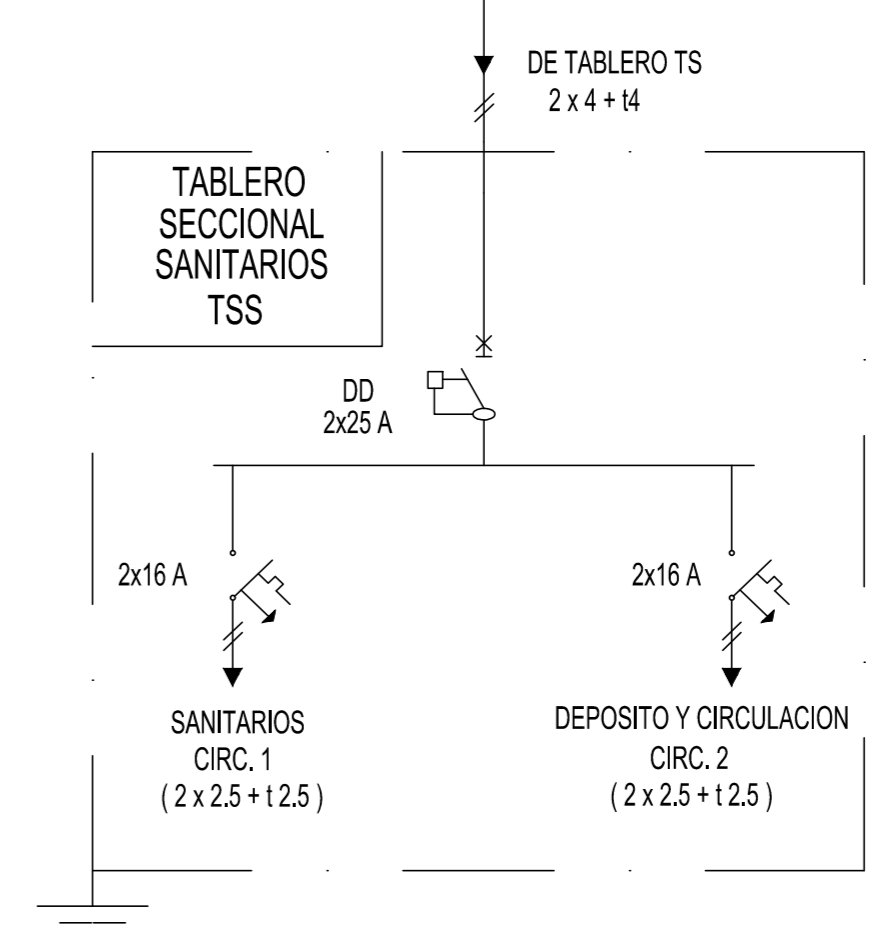 DE TABLERO TS
2 x 4 + t4
TABLERO
SECCIONAL
SANITARIOS
TSS
DD
2x25 A
2x16 A
2x16 A
SANITARIOS
CIRC. 1
( 2 x 2.5 + t 2.5 )
DEPOSITO Y CIRCULACION
CIRC. 2
( 2 x 2.5 + t 2.5 )